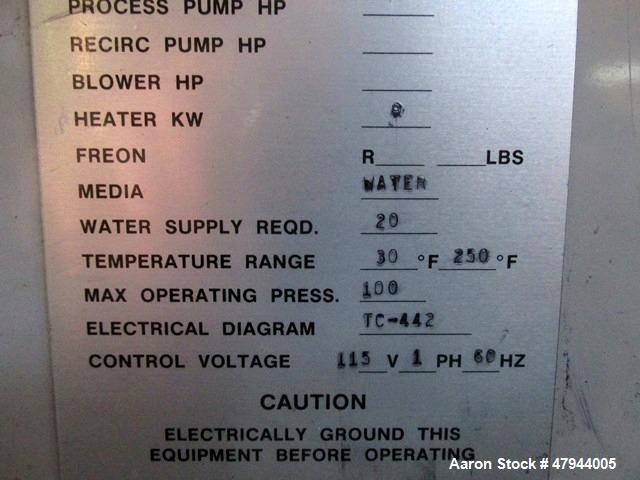 PROCESS PUMP HP
RECIRC PUMP HP
BLOWER HP
HEATER KW
FREON R LBS
MEDIA WATER
WATER SUPPLY REQD. 20
TEMPERATURE RANGE 30 °F 250 °F
MAX OPERATING PRESS. 100
ELECTRICAL DIAGRAM TC-442
CONTROL VOLTAGE 115 V 1 PH 60 HZ
CAUTION
ELECTRICALLY GROUND THIS
EQUIPMENT BEFORE OPERATING
Aaron Stock # 47944005